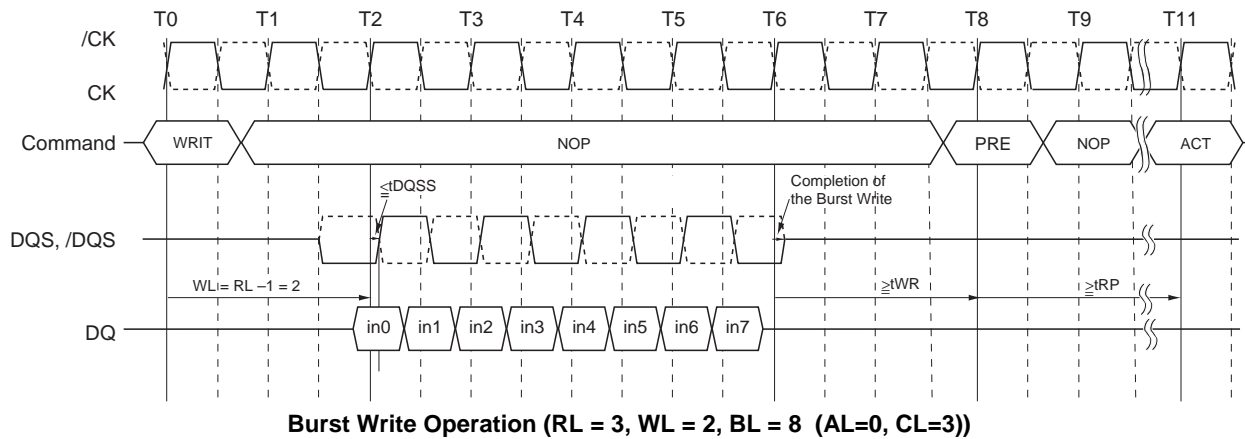 T0 T1 T2 T3 T4 T5 T6 T7 T8 T9 T11
/CK
CK
Command WRIT NOP PRE NOP ACT
≤tDQSS
Completion of
the Burst Write
DQS, /DQS
WL = RL –1 = 2
≥tWR
≥tRP
DQ in0 in1 in2 in3 in4 in5 in6 in7
Burst Write Operation (RL = 3, WL = 2, BL = 8 (AL=0, CL=3))